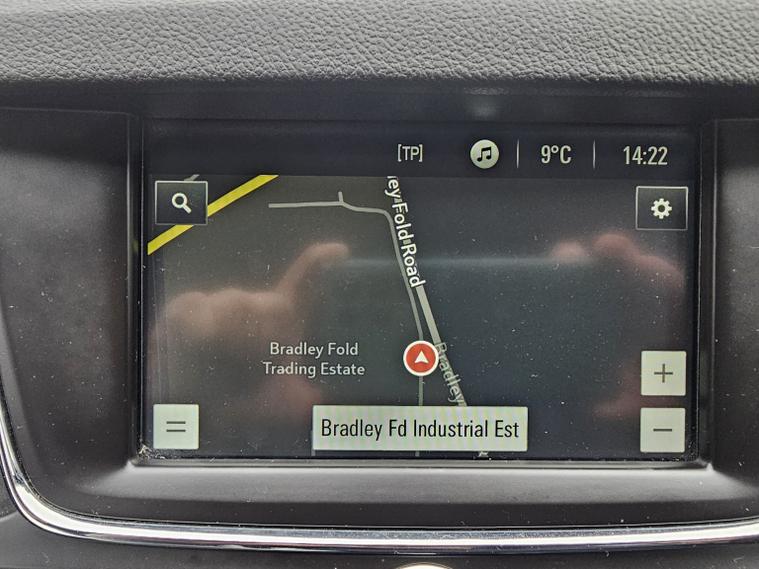 [TP] 9°C 14:22
ley Fold Road
Bradley Fold
Trading Estate
Bradley
Bradley Fd Industrial Est